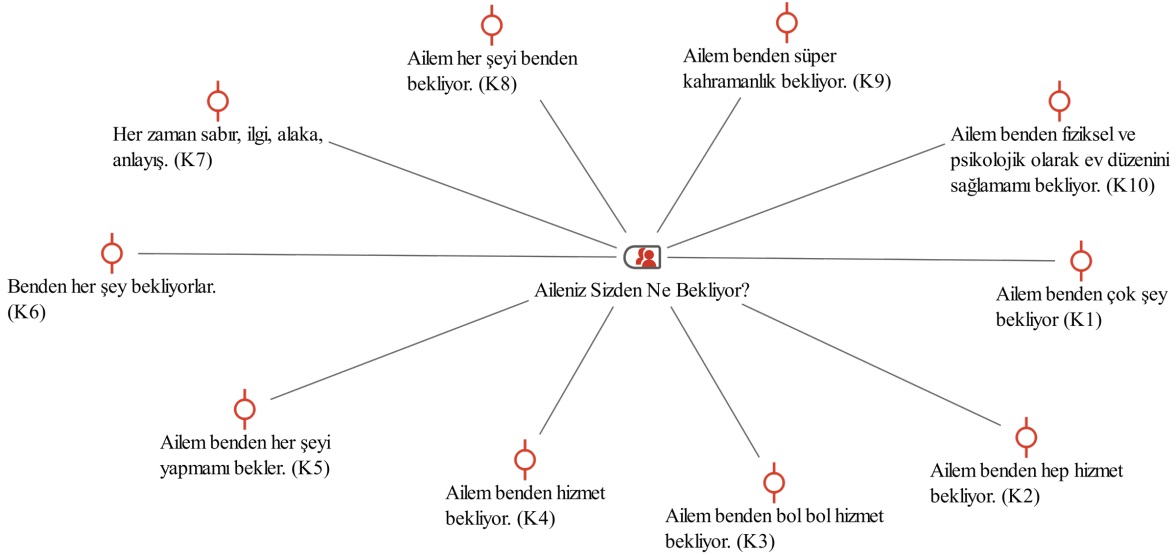 Ailem her şeyi benden
bekliyor. (K8)
Ailem benden süper
kahramanlık bekliyor. (K9)
Her zaman sabır, ilgi, alaka,
anlayış. (K7)
Ailem benden fiziksel ve
psikolojik olarak ev düzenini
sağlamamı bekliyor. (K10)
Benden her şey bekliyorlar.
(K6)
Aileniz Sizden Ne Bekliyor?
Ailem benden çok şey
bekliyor (K1)
Ailem benden her şeyi
yapmamı bekler. (K5)
Ailem benden hizmet
bekliyor. (K4)
Ailem benden bol bol hizmet
bekliyor. (K3)
Ailem benden hep hizmet
bekliyor. (K2)